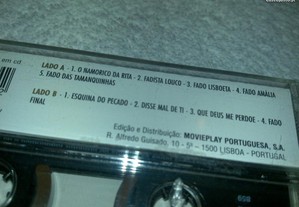 LADO A - 1. O NAMORICO DA RITA - 2. FADISTA LOUCO - 3. FADO LISBOETA - 4. FADO AMÁLIA
5. FADO DAS TAMANQUINHAS
LADO B - 1. ESQUINA DO PECADO - 2. DISSE MAL DE TI - 3. QUE DEUS ME PERDOE - 4. FADO
FINAL
Edição e Distribuição: MOVIEPLAY PORTUGUESA, S.A.
R. Alfredo Guisado, 10 - 5º – 1500 LISBOA - PORTUGAL